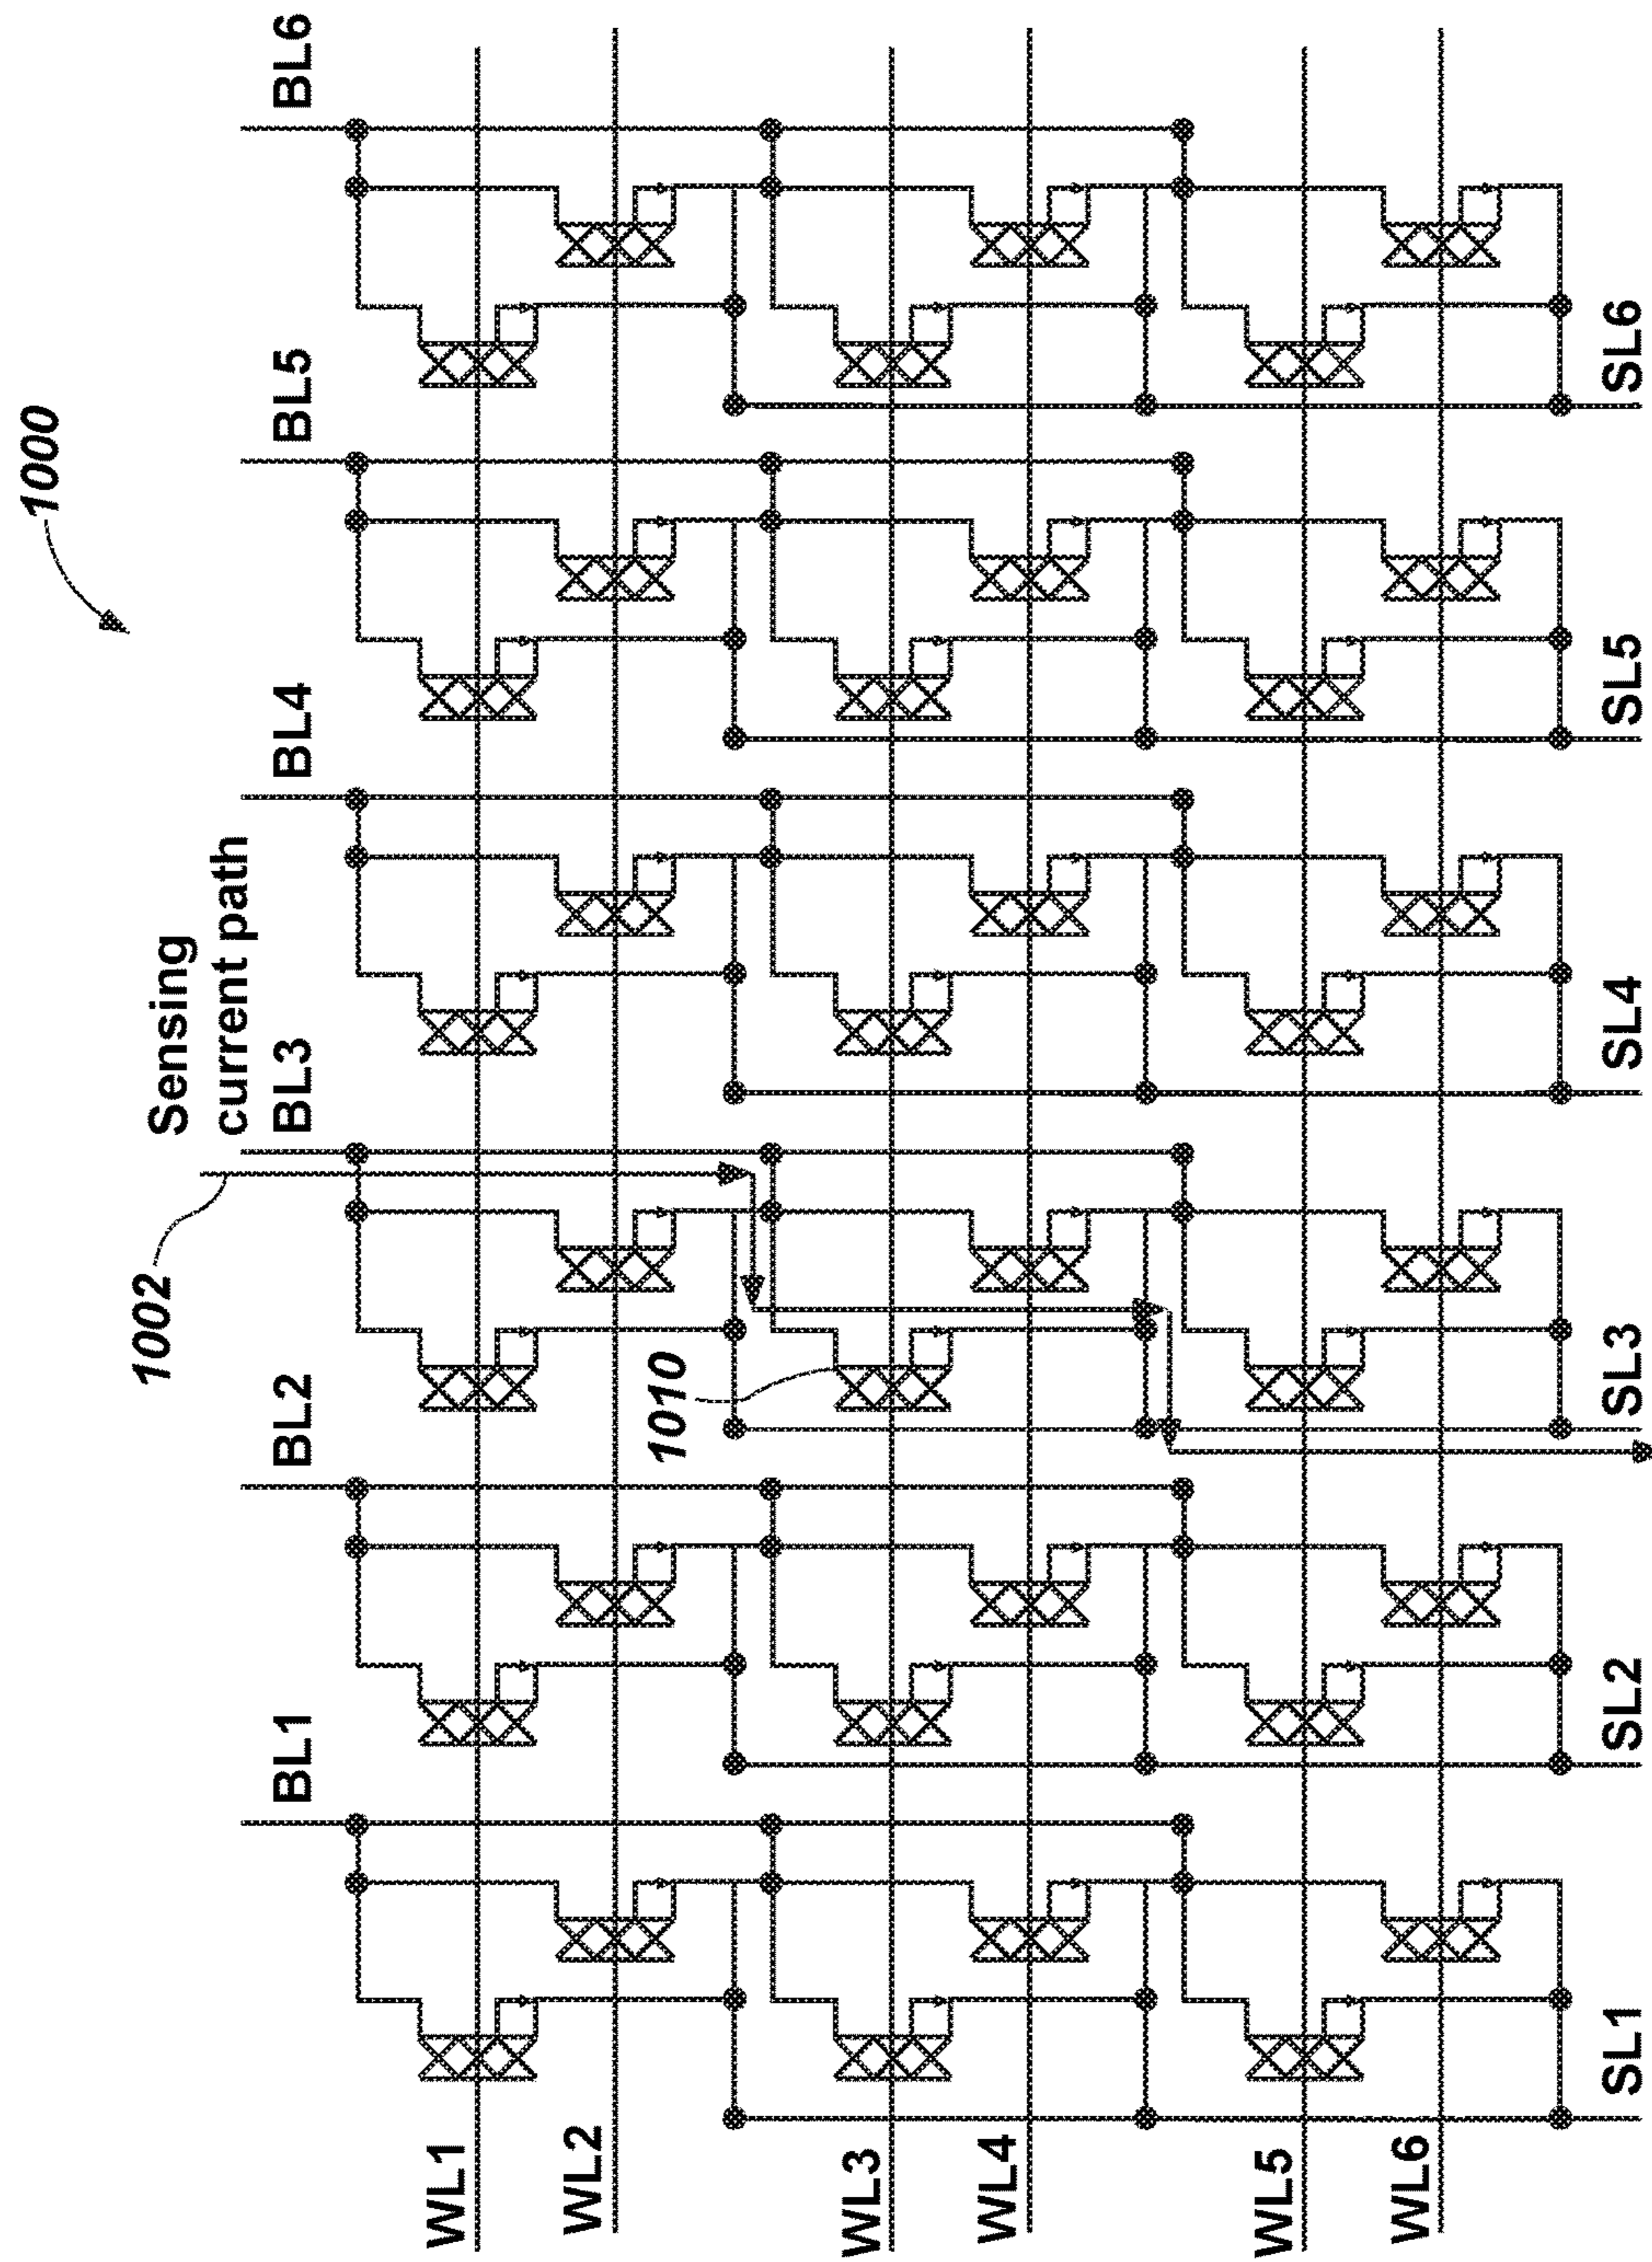 1000
1002
Sensing
current path
BL1
BL2
BL3
BL4
BL5
BL6
WL1
WL2
WL3
WL4
WL5
WL6
1010
SL1
SL2
SL3
SL4
SL5
SL6